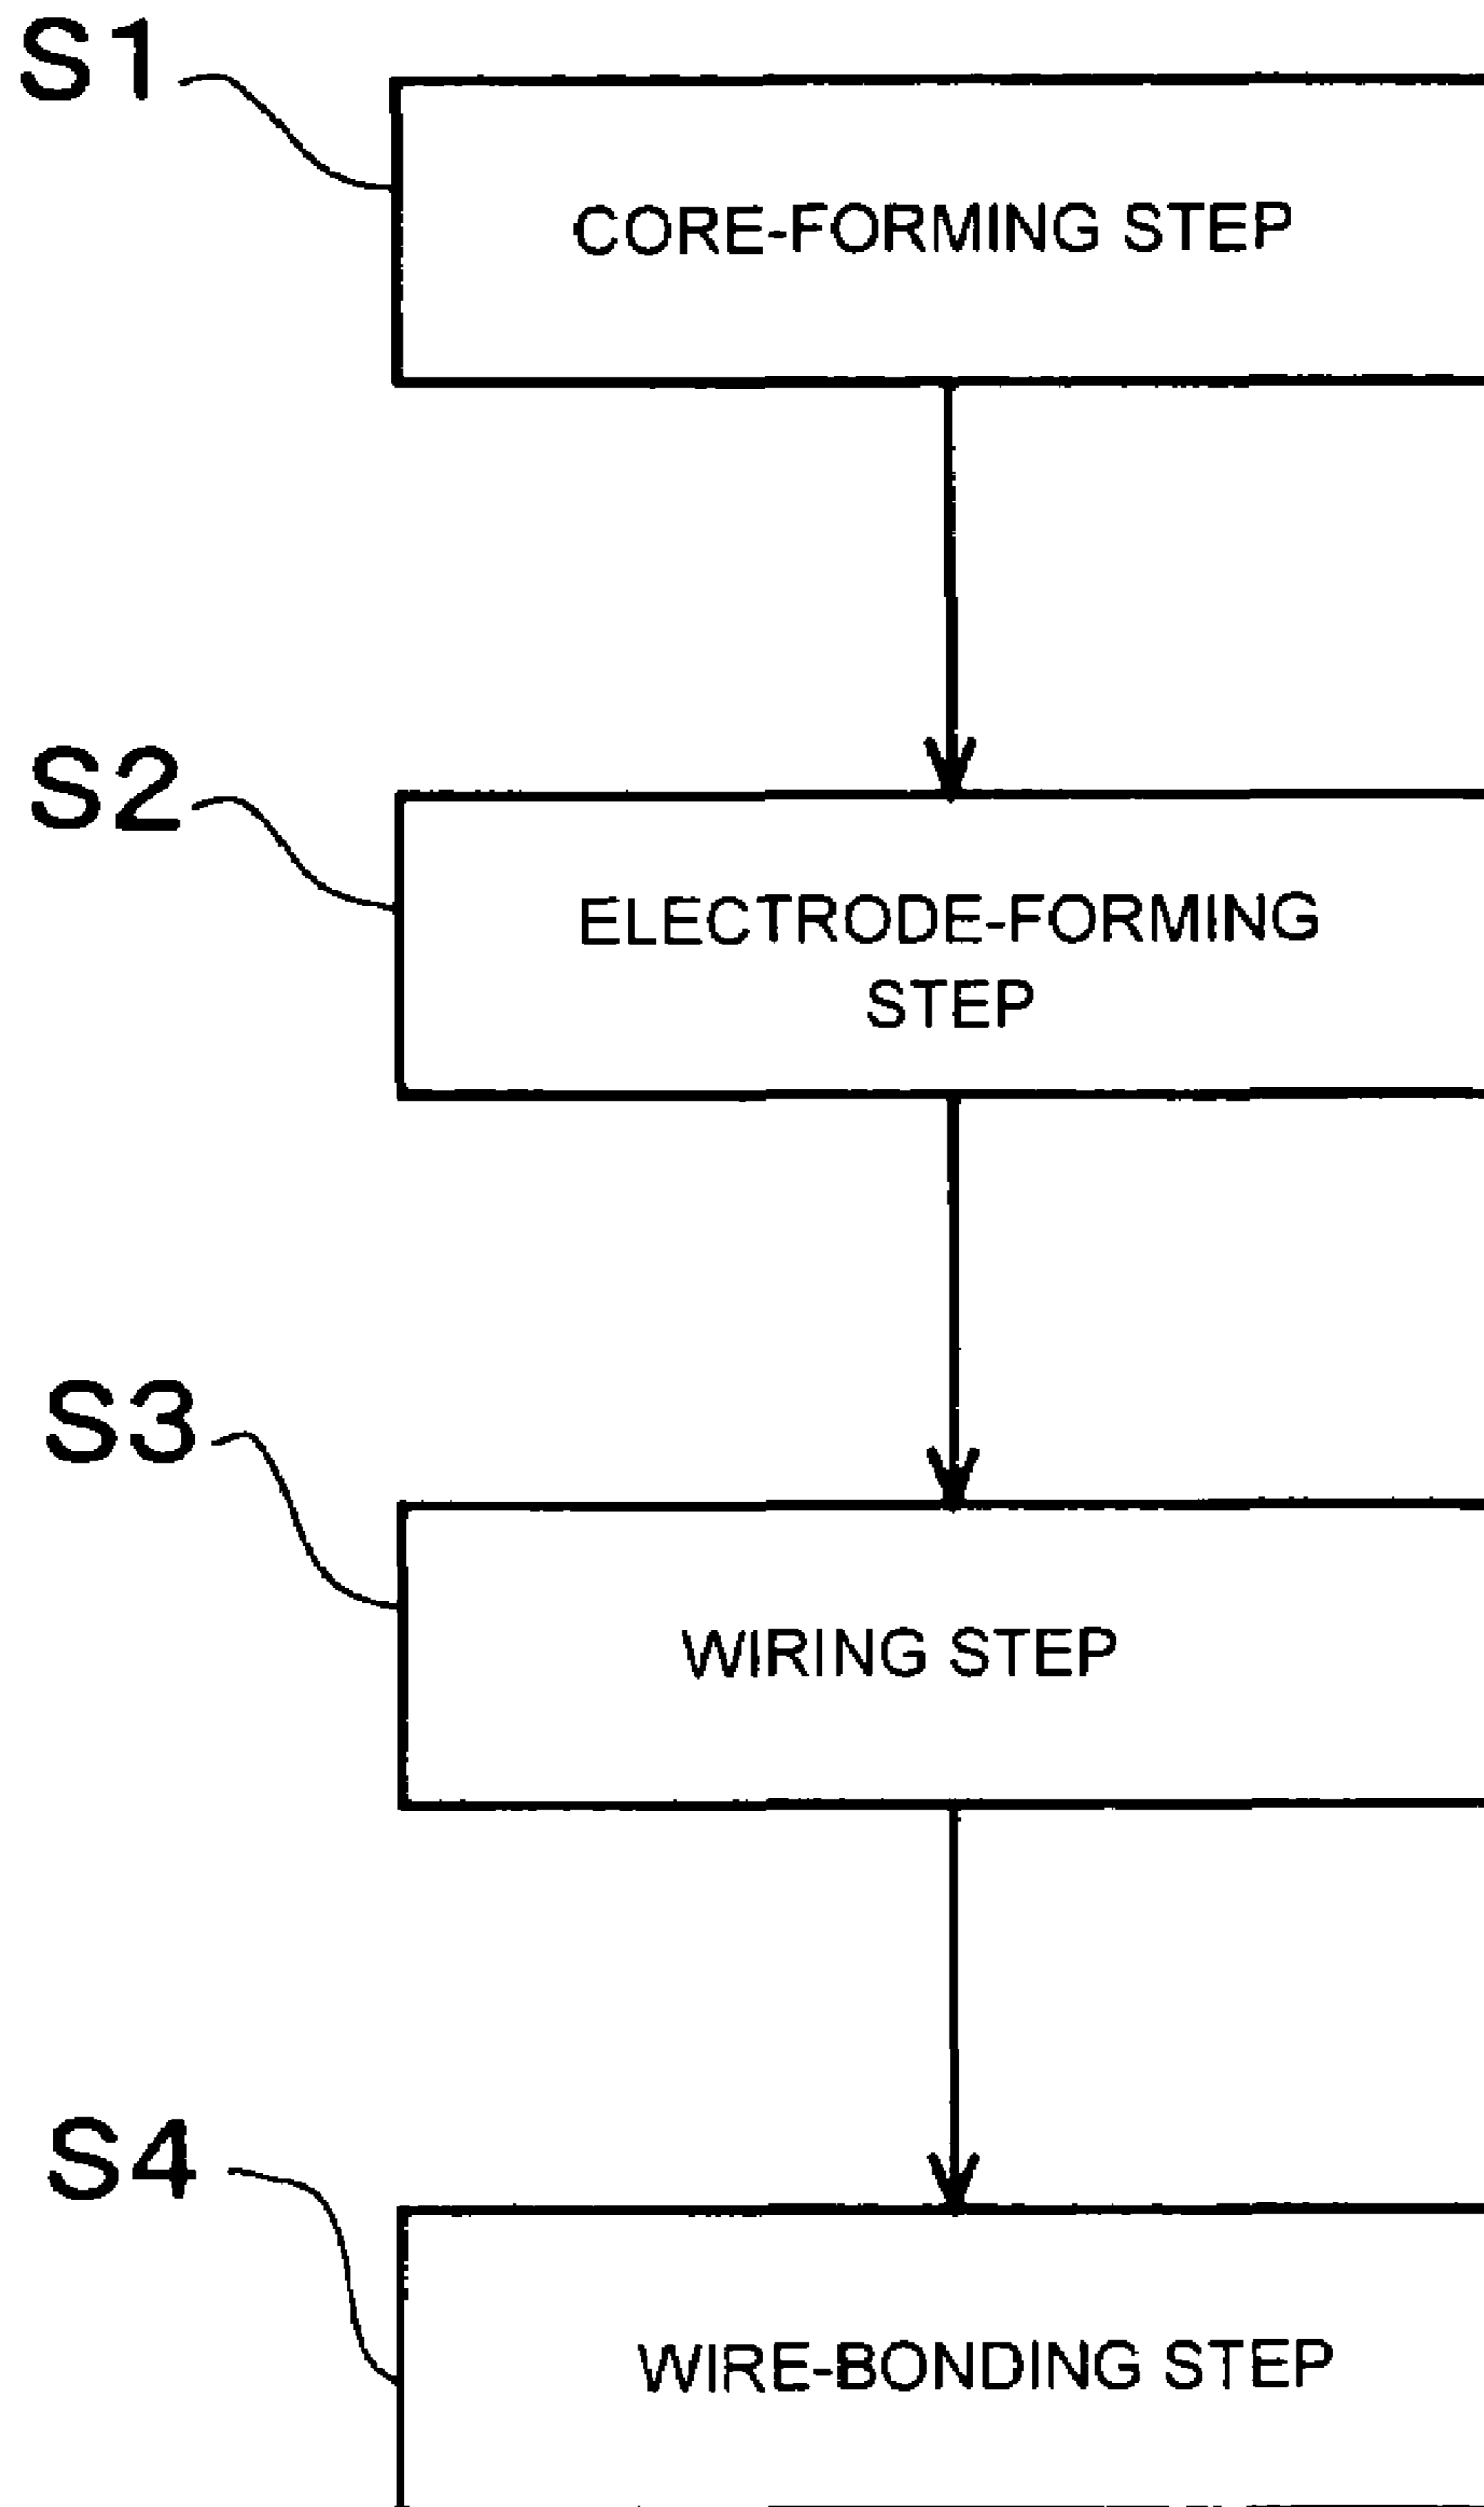 S1
CORE-FORMING STEP
S2
ELECTRODE-FORMING
STEP
S3
WIRING STEP
S4
WIRE-BONDING STEP